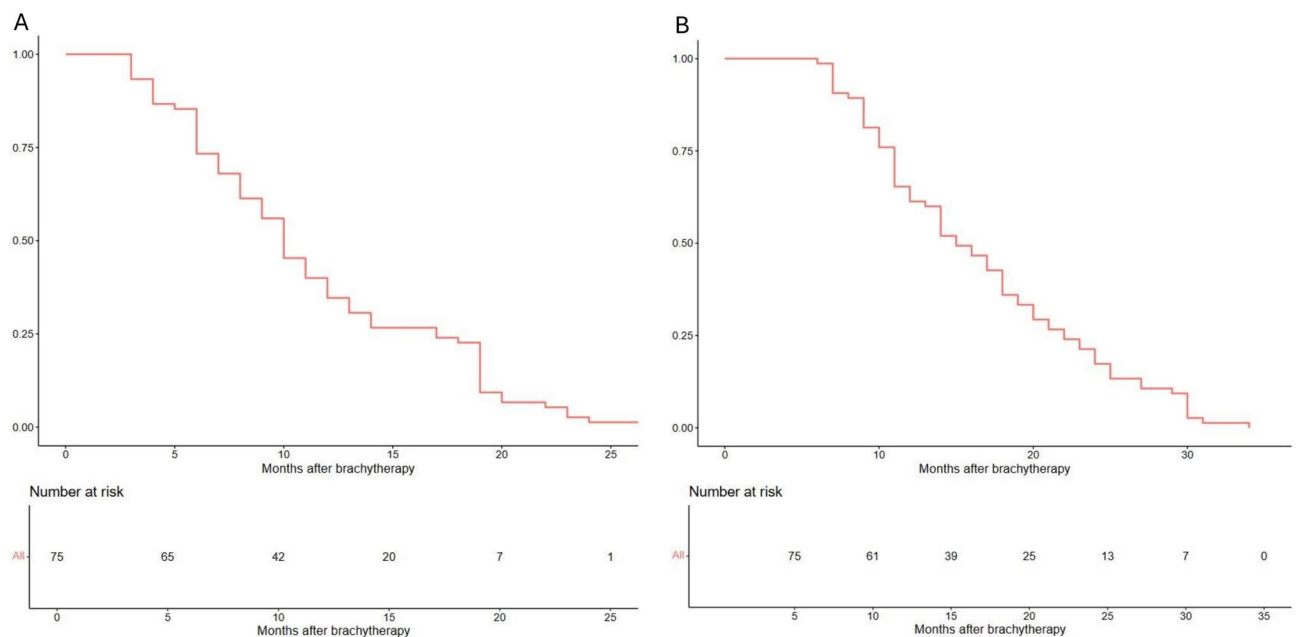 A
1.00
0.75
0.50
0.25
0.00
0 5 10 15 20 25
Months after brachytherapy
Number at risk
All 75 65 42 20 7 1
0 5 10 15 20 25
Months after brachytherapy
B
1.00
0.75
0.50
0.25
0.00
0 10 20 30
Months after brachytherapy
Number at risk
All 75 61 39 25 13 7 0
5 10 15 20 25 30 35
Months after brachytherapy